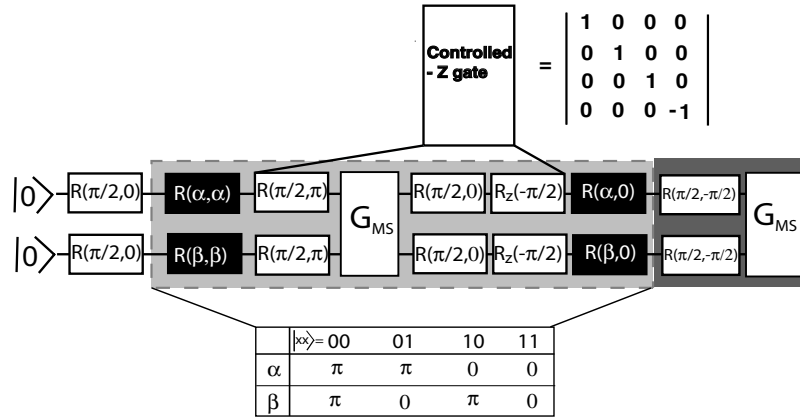 Controlled
- Z gate
=
1 0 0 0
0 1 0 0
0 0 1 0
0 0 0 -1
|0> R(π/2,0) R(α,α) R(π/2,π) G_MS R(π/2,0) R_Z(-π/2) R(α,0) R(π/2,-π/2) G_MS
|0> R(π/2,0) R(β,β) R(π/2,π) R(π/2,0) R_Z(-π/2) R(β,0) R(π/2,-π/2)
|xx>= 00 01 10 11
α π π 0 0
β π 0 π 0